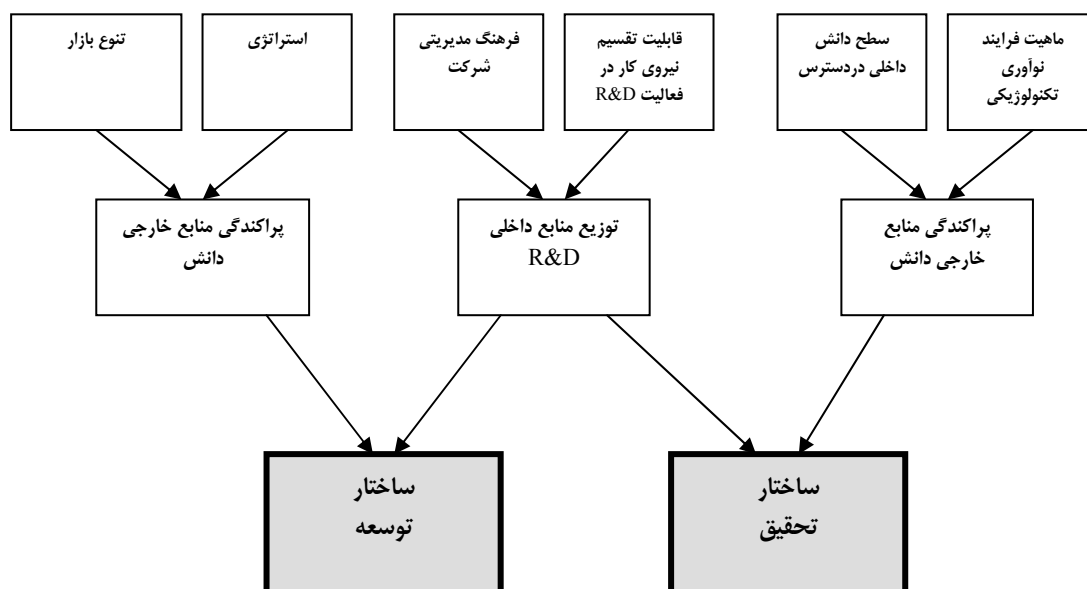 ماهیت فرایند
نوآوری
تکنولوژیکی
سطح دانش
داخلی دردسترس
قابلیت تقسیم
نیروی کار در
فعالیت R&D
فرهنگ مدیریتی
شرکت
استراتژی
تنوع بازار
پراکندگی منابع
خارجی دانش
توزیع منابع داخلی
R&D
پراکندگی منابع خارجی
دانش
ساختار
تحقیق
ساختار
توسعه